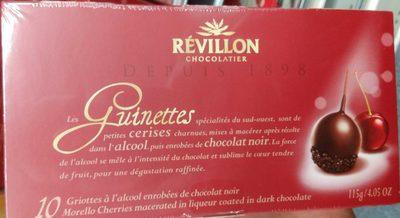 RÉVILLON
CHOCOLATIER
DEPUIS 1898
Les Guinettes spécialités du sud-ouest, sont de
petites cerises charnues, mises à macérer après récolte
dans l'alcool, puis enrobées de chocolat noir. La force
de l'alcool se mêle à l'intensité du chocolat et sublime le cœur tendre
de fruit, pour une dégustation raffinée.
10 Griottes à l'alcool enrobées de chocolat noir
Morello Cherries macerated in liqueur coated in dark chocolate
115g/4.05 OZ